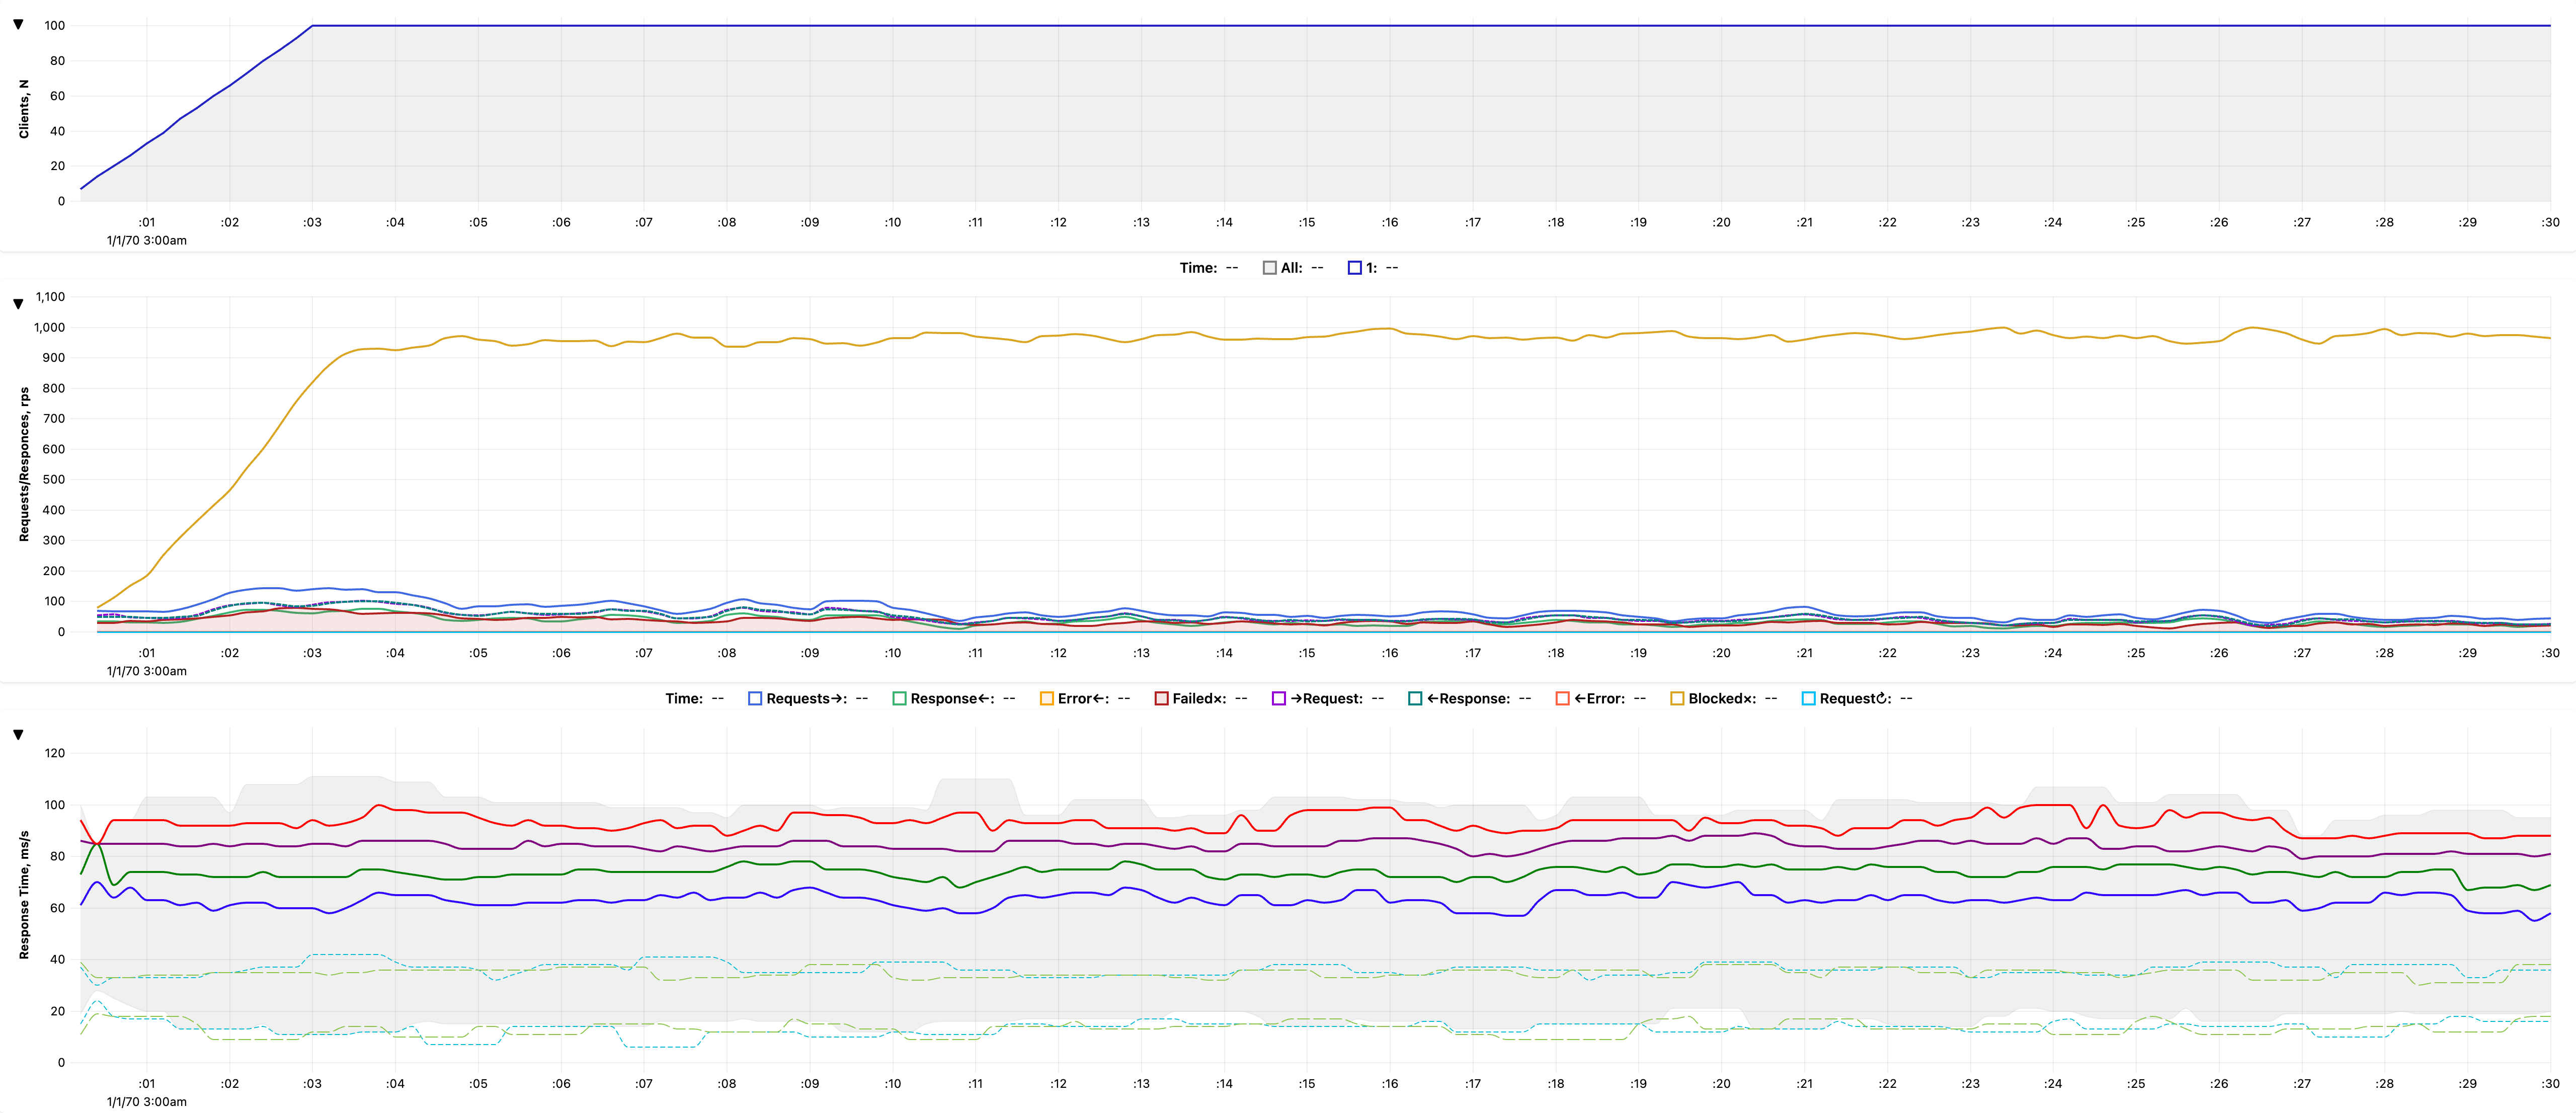 ▼
Clients, N
100
80
60
40
20
0
:01 :02 :03 :04 :05 :06 :07 :08 :09 :10 :11 :12 :13 :14 :15 :16 :17 :18 :19 :20 :21 :22 :23 :24 :25 :26 :27 :28 :29 :30
1/1/70 3:00am
Time: -- All: -- 1: --
▼
Requests/Responces, rps
1,100
1,000
900
800
700
600
500
400
300
200
100
0
:01 :02 :03 :04 :05 :06 :07 :08 :09 :10 :11 :12 :13 :14 :15 :16 :17 :18 :19 :20 :21 :22 :23 :24 :25 :26 :27 :28 :29 :30
1/1/70 3:00am
Time: -- Requests→: -- Response←: -- Error←: -- Failed×: -- →Request: -- ←Response: -- ←Error: -- Blocked×: -- Request↻: --
▼
Response Time, ms/s
120
100
80
60
40
20
0
:01 :02 :03 :04 :05 :06 :07 :08 :09 :10 :11 :12 :13 :14 :15 :16 :17 :18 :19 :20 :21 :22 :23 :24 :25 :26 :27 :28 :29 :30
1/1/70 3:00am